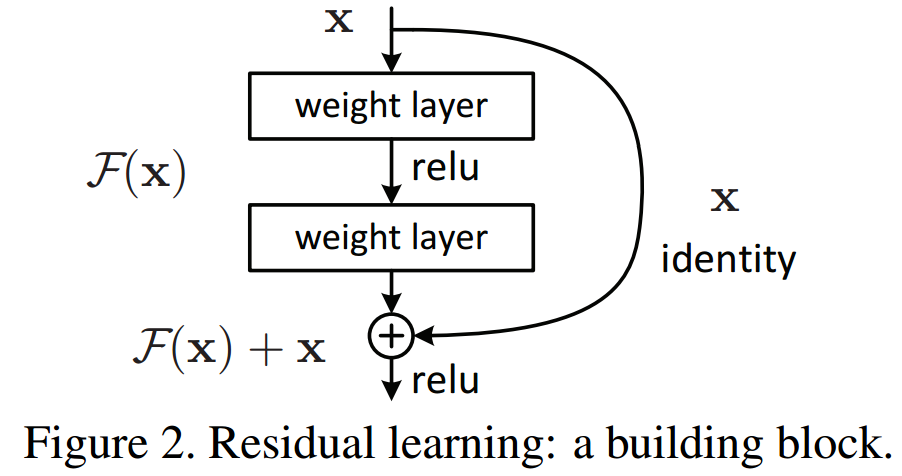 x
weight layer
relu
F(x)
weight layer
x
identity
F(x) + x
relu
Figure 2. Residual learning: a building block.